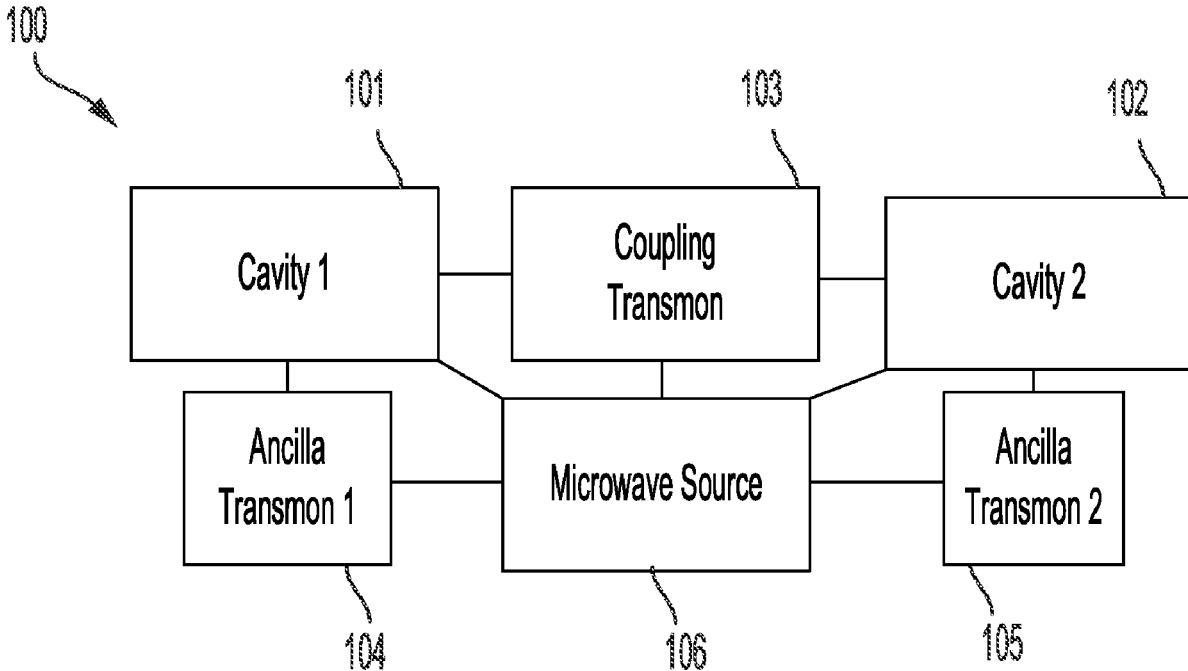 100
101
103
102
Cavity 1
Coupling
Transmon
Cavity 2
Ancilla
Transmon 1
Microwave Source
Ancilla
Transmon 2
104
106
105